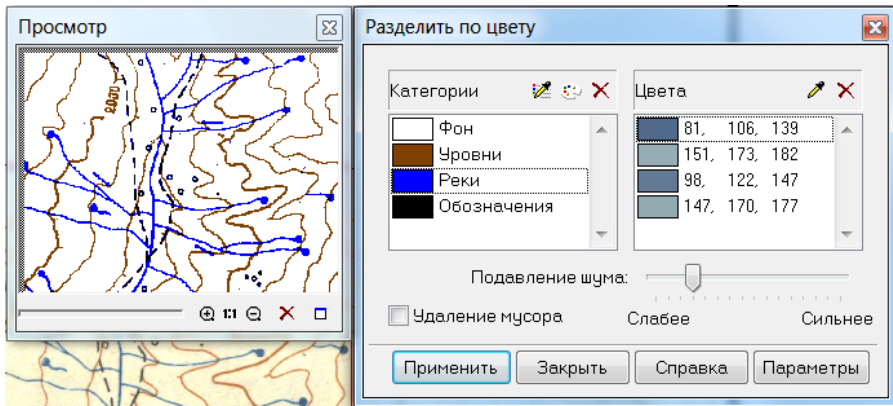 Просмотр
2000
1:1
Разделить по цвету
Категории
Фон
Уровни
Реки
Обозначения
Цвета
81, 106, 139
151, 173, 182
98, 122, 147
147, 170, 177
Подавление шума:
Удаление мусора
Слабее
Сильнее
Применить
Закрыть
Справка
Параметры